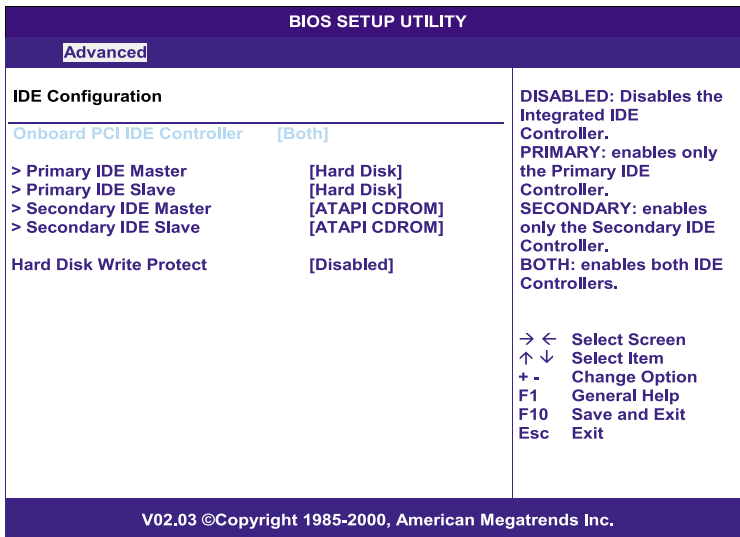 BIOS SETUP UTILITY
Advanced
IDE Configuration
Onboard PCI IDE Controller [Both]
> Primary IDE Master [Hard Disk]
> Primary IDE Slave [Hard Disk]
> Secondary IDE Master [ATAPI CDROM]
> Secondary IDE Slave [ATAPI CDROM]
Hard Disk Write Protect [Disabled]
DISABLED: Disables the
Integrated IDE
Controller.
PRIMARY: enables only
the Primary IDE
Controller.
SECONDARY: enables
only the Secondary IDE
Controller.
BOTH: enables both IDE
Controllers.
→ ← Select Screen
↑ ↓ Select Item
+ - Change Option
F1 General Help
F10 Save and Exit
Esc Exit
V02.03 ©Copyright 1985-2000, American Megatrends Inc.